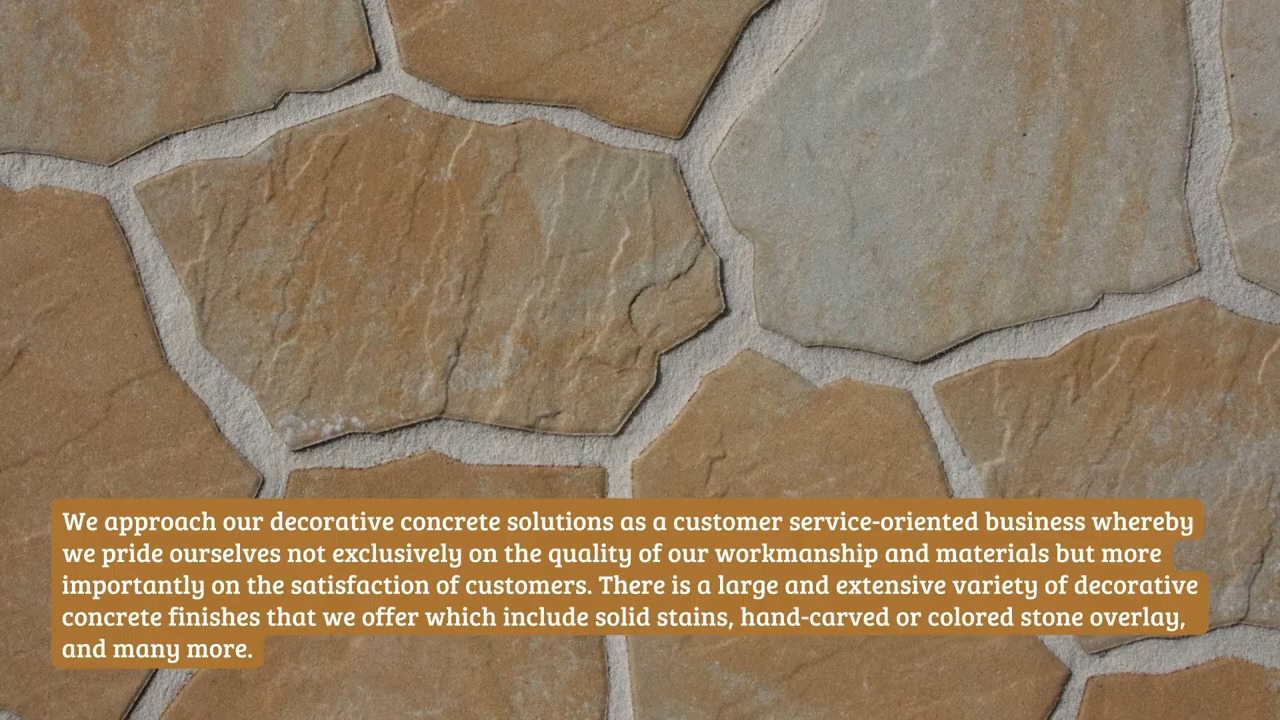 We approach our decorative concrete solutions as a customer service-oriented business whereby
we pride ourselves not exclusively on the quality of our workmanship and materials but more
importantly on the satisfaction of customers. There is a large and extensive variety of decorative
concrete finishes that we offer which include solid stains, hand-carved or colored stone overlay,
and many more.